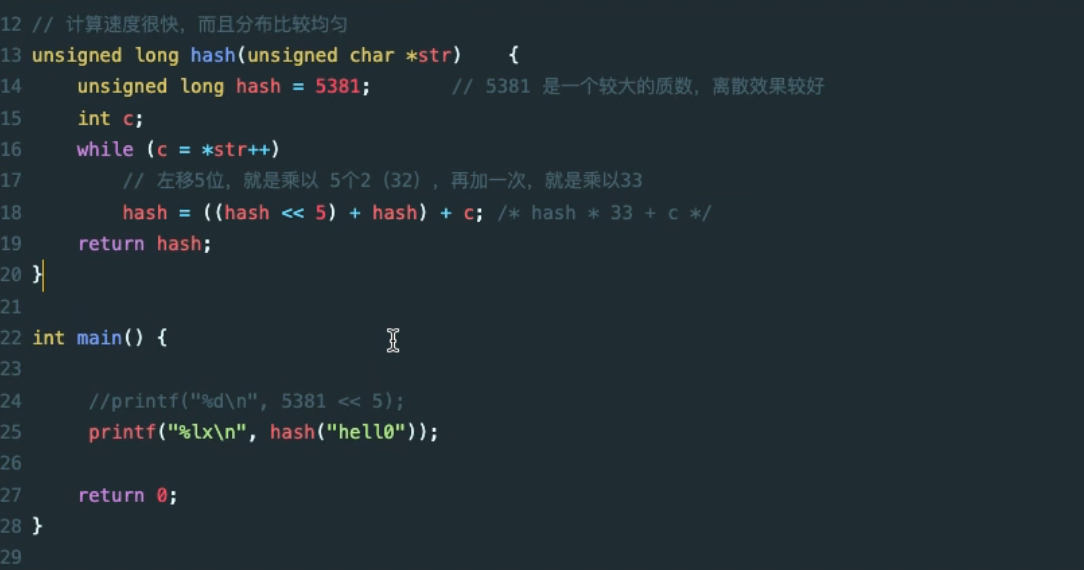 12 // 计算速度很快，而且分布比较均匀
13 unsigned long hash(unsigned char *str)    {
14     unsigned long hash = 5381;       // 5381 是一个较大的质数，离散效果较好
15     int c;
16     while (c = *str++)
17         // 左移5位，就是乘以 5个2（32），再加一次，就是乘以33
18         hash = ((hash << 5) + hash) + c; /* hash * 33 + c */
19     return hash;
20 }
21
22 int main() {
23
24      //printf("%d\n", 5381 << 5);
25      printf("%lx\n", hash("hell0"));
26
27     return 0;
28 }
29